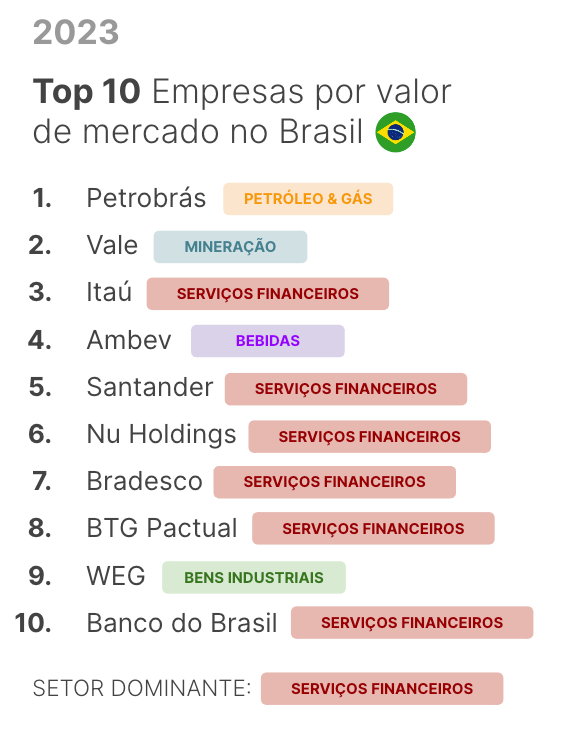 2023
Top 10 Empresas por valor
de mercado no Brasil
1. Petrobrás PETRÓLEO & GÁS
2. Vale MINERAÇÃO
3. Itaú SERVIÇOS FINANCEIROS
4. Ambev BEBIDAS
5. Santander SERVIÇOS FINANCEIROS
6. Nu Holdings SERVIÇOS FINANCEIROS
7. Bradesco SERVIÇOS FINANCEIROS
8. BTG Pactual SERVIÇOS FINANCEIROS
9. WEG BENS INDUSTRIAIS
10. Banco do Brasil SERVIÇOS FINANCEIROS
SETOR DOMINANTE: SERVIÇOS FINANCEIROS